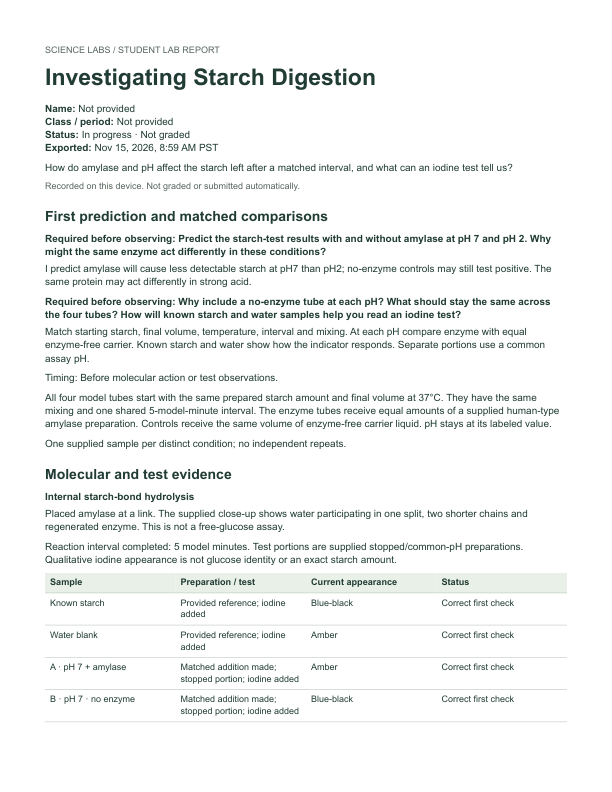 SCIENCE LABS / STUDENT LAB REPORT
Investigating Starch Digestion
Name: Not provided
Class / period: Not provided
Status: In progress · Not graded
Exported: Nov 15, 2026, 8:59 AM PST
How do amylase and pH affect the starch left after a matched interval, and what can an iodine test tell us?
Recorded on this device. Not graded or submitted automatically.
First prediction and matched comparisons
Required before observing: Predict the starch-test results with and without amylase at pH 7 and pH 2. Why
might the same enzyme act differently in these conditions?
I predict amylase will cause less detectable starch at pH7 than pH2; no-enzyme controls may still test positive. The
same protein may act differently in strong acid.
Required before observing: Why include a no-enzyme tube at each pH? What should stay the same across
the four tubes? How will known starch and water samples help you read an iodine test?
Match starting starch, final volume, temperature, interval and mixing. At each pH compare enzyme with equal
enzyme-free carrier. Known starch and water show how the indicator responds. Separate portions use a common
assay pH.
Timing: Before molecular action or test observations.
All four model tubes start with the same prepared starch amount and final volume at 37°C. They have the same
mixing and one shared 5-model-minute interval. The enzyme tubes receive equal amounts of a supplied human-type
amylase preparation. Controls receive the same volume of enzyme-free carrier liquid. pH stays at its labeled value.
One supplied sample per distinct condition; no independent repeats.
Molecular and test evidence
Internal starch-bond hydrolysis
Placed amylase at a link. The supplied close-up shows water participating in one split, two shorter chains and
regenerated enzyme. This is not a free-glucose assay.
Reaction interval completed: 5 model minutes. Test portions are supplied stopped/common-pH preparations.
Qualitative iodine appearance is not glucose identity or an exact starch amount.
Sample Preparation / test Current appearance Status
Known starch Provided reference; iodine Blue-black Correct first check
added
Water blank Provided reference; iodine Amber Correct first check
added
A · pH 7 + amylase Matched addition made; Amber Correct first check
stopped portion; iodine added
B · pH 7 · no enzyme Matched addition made; Blue-black Correct first check
stopped portion; iodine added